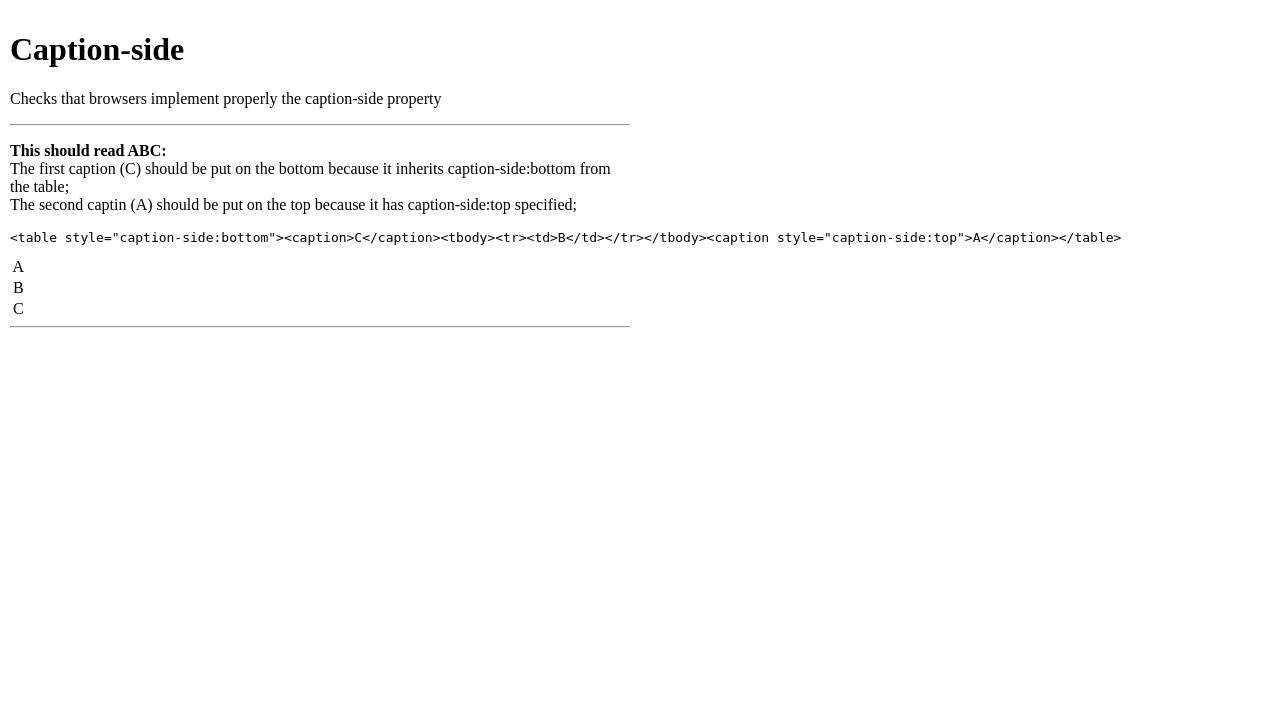 Caption-side
Checks that browsers implement properly the caption-side property
This should read ABC:
The first caption (C) should be put on the bottom because it inherits caption-side:bottom from
the table;
The second captin (A) should be put on the top because it has caption-side:top specified;
<table style="caption-side:bottom"><caption>C</caption><tbody><tr><td>B</td></tr></tbody><caption style="caption-side:top">A</caption></table>
A
B
C